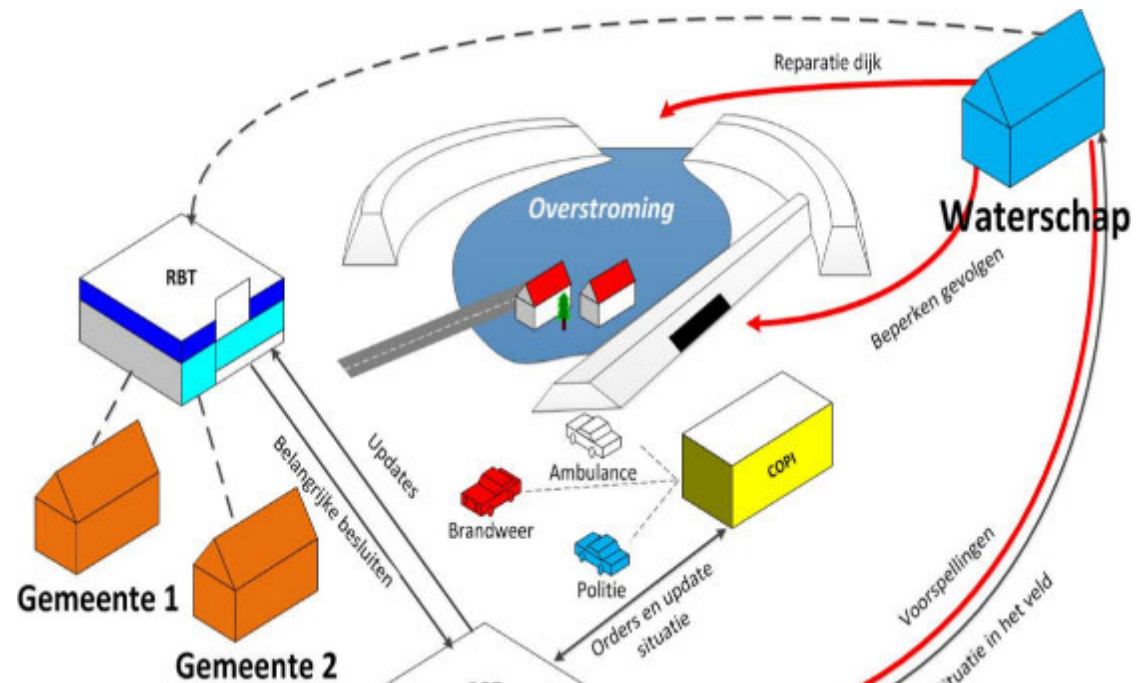 Reparatie dijk
Overstroming
Waterschap
RBT
Beperken gevolgen
Updates
Belangrijke besluiten
COPI
Ambulance
Brandweer
Politie
Gemeente 1
Gemeente 2
Orders en update
situatie
Voorspellingen
in het veld